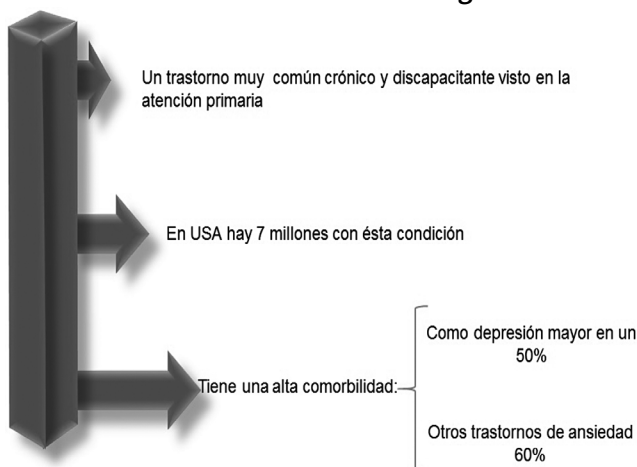 Un trastorno muy común crónico y discapacitante visto en la
atención primaria
En USA hay 7 millones con ésta condición
Tiene una alta comorbilidad:
Como depresión mayor en un
50%
Otros trastornos de ansiedad
60%